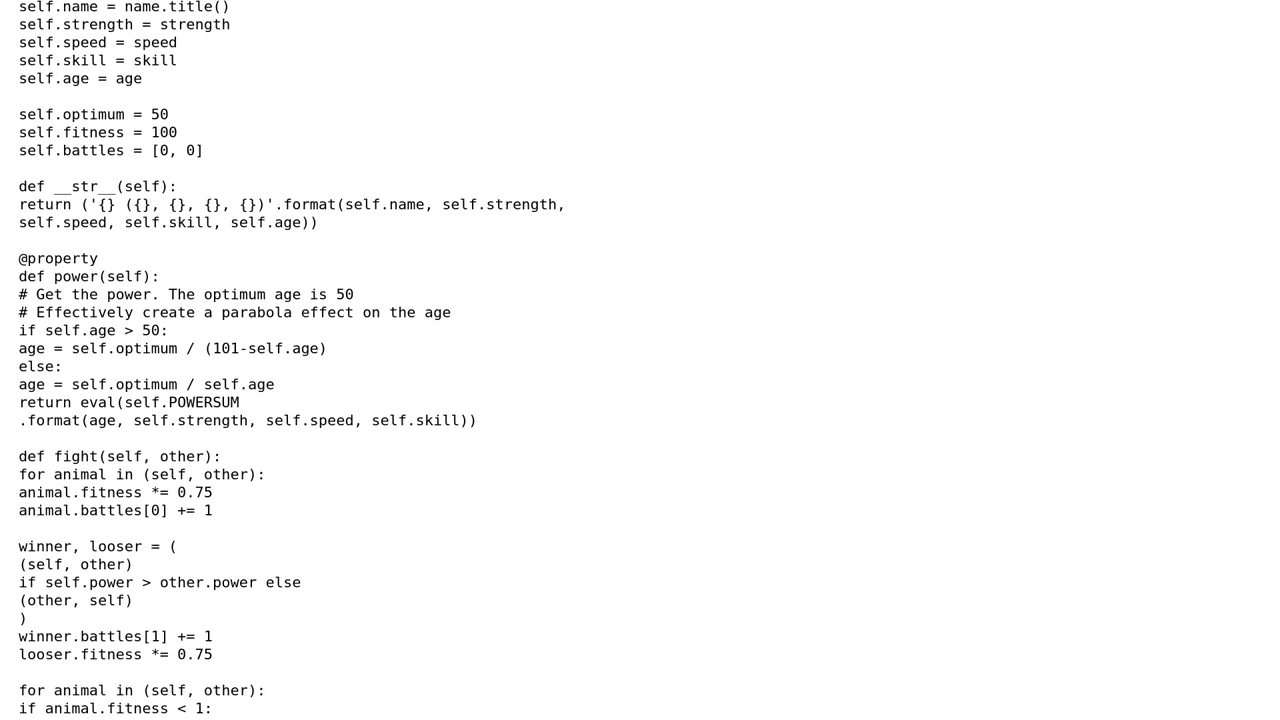 self.name = name.title()
self.strength = strength
self.speed = speed
self.skill = skill
self.age = age

self.optimum = 50
self.fitness = 100
self.battles = [0, 0]

def __str__(self):
return ('{} ({}, {}, {}, {})'.format(self.name, self.strength,
self.speed, self.skill, self.age))

@property
def power(self):
# Get the power. The optimum age is 50
# Effectively create a parabola effect on the age
if self.age > 50:
age = self.optimum / (101-self.age)
else:
age = self.optimum / self.age
return eval(self.POWERSUM
.format(age, self.strength, self.speed, self.skill))

def fight(self, other):
for animal in (self, other):
animal.fitness *= 0.75
animal.battles[0] += 1

winner, looser = (
(self, other)
if self.power > other.power else
(other, self)
)
winner.battles[1] += 1
looser.fitness *= 0.75

for animal in (self, other):
if animal.fitness < 1: